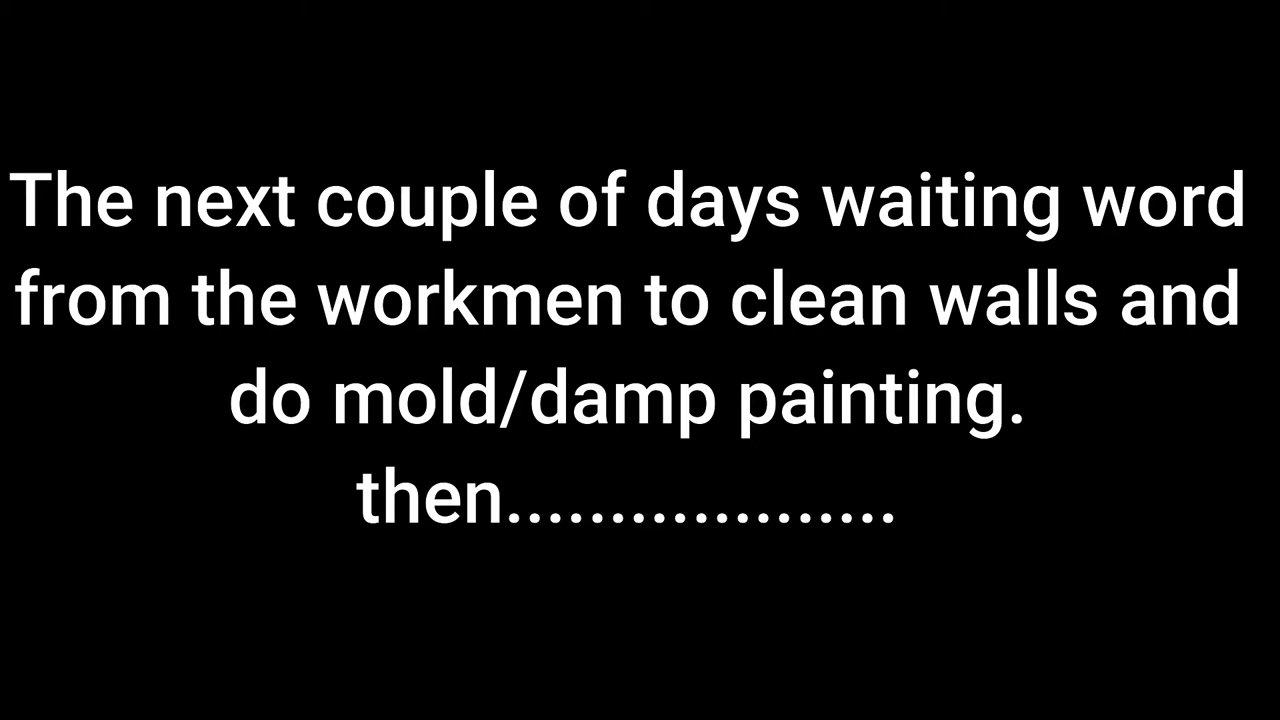 The next couple of days waiting word
from the workmen to clean walls and
do mold/damp painting.
then...................